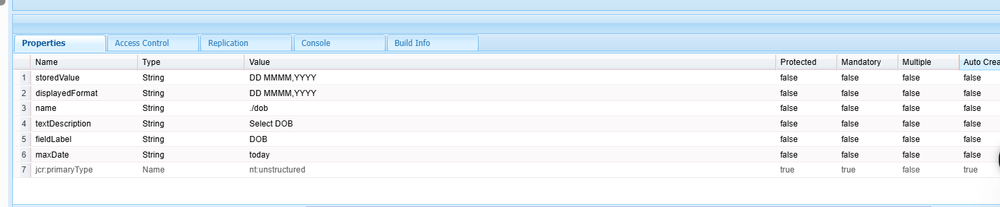 Properties Access Control Replication Console Build Info
Name Type Value Protected Mandatory Multiple Auto Crea
1 storedValue String DD MMMM,YYYY false false false false
2 displayedFormat String DD MMMM,YYYY false false false false
3 name String ./dob false false false false
4 textDescription String Select DOB false false false false
5 fieldLabel String DOB false false false false
6 maxDate String today false false false false
7 jcr:primaryType Name nt:unstructured true true false true